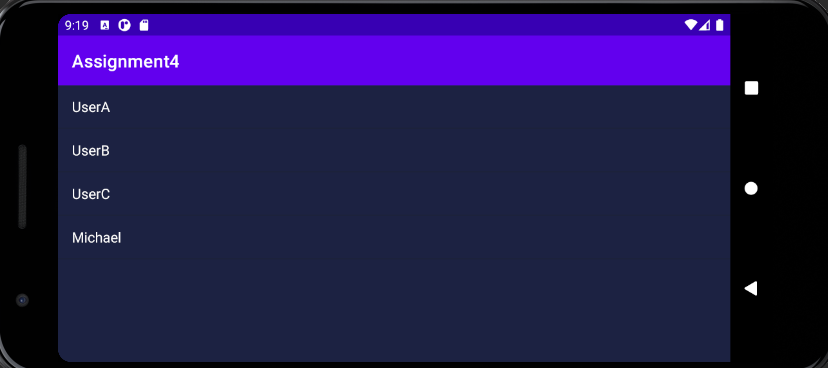 9:19
Assignment4
UserA
UserB
UserC
Michael